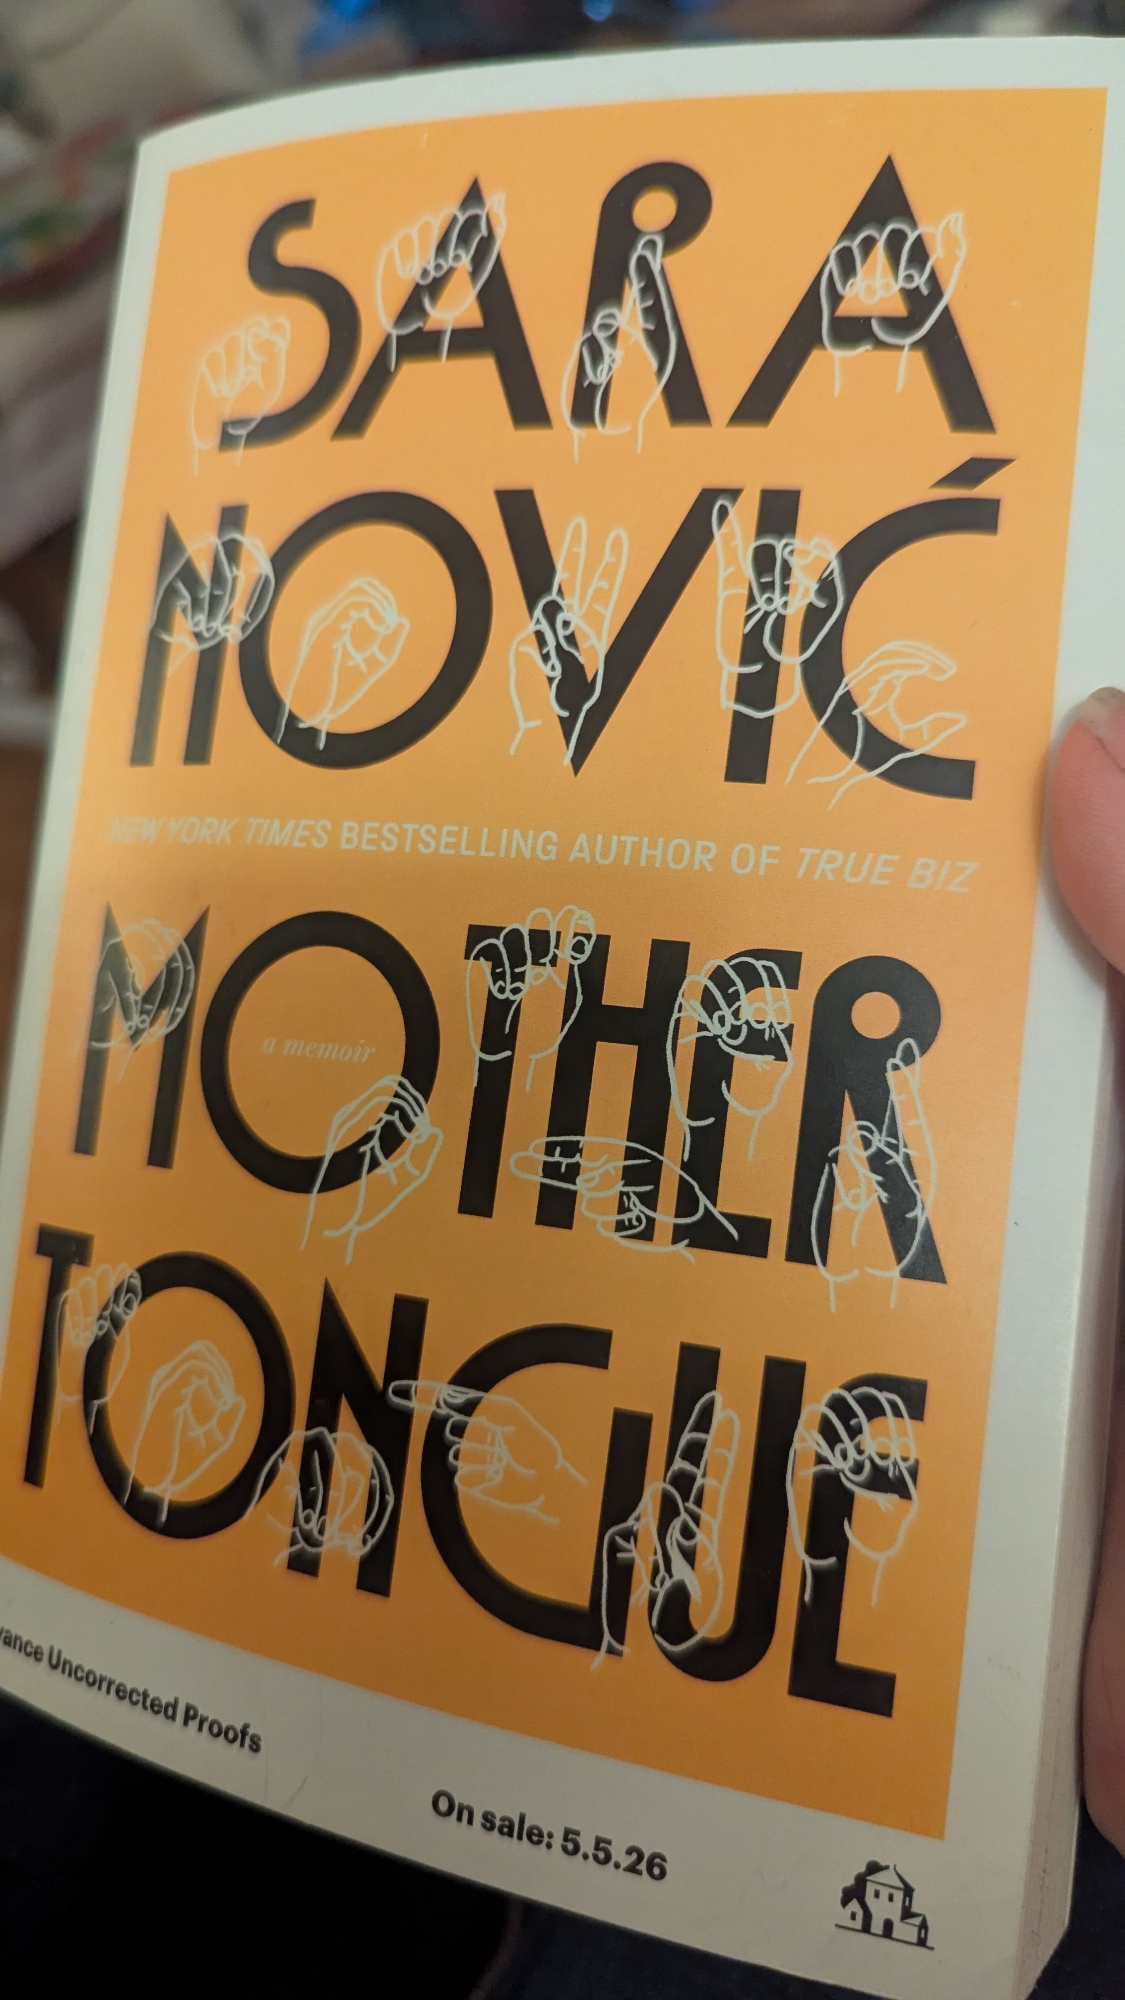 SARA
NOVIĆ
NEW YORK TIMES BESTSELLING AUTHOR OF TRUE BIZ
MOTHER
a memoir
TONGUE
Uncorrected Proofs
On sale: 5.5.26